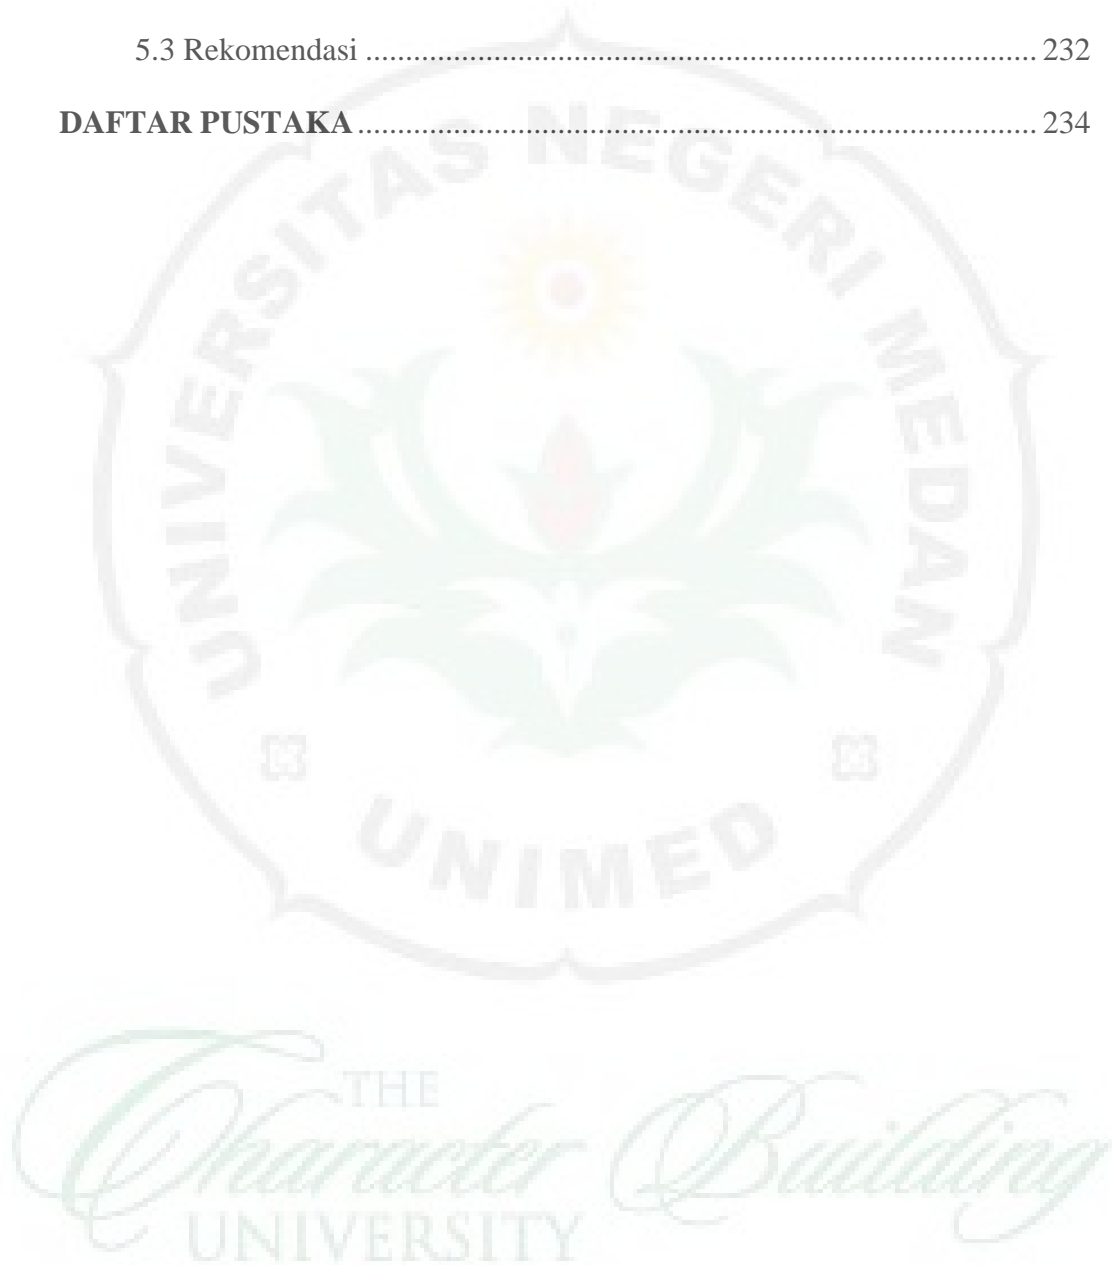 5.3 Rekomendasi ........................................................................................ 232
DAFTAR PUSTAKA ........................................................................................ 234
UNIVERSITAS NEGERI MEDAN
UNIMED
THE
Character Building
UNIVERSITY